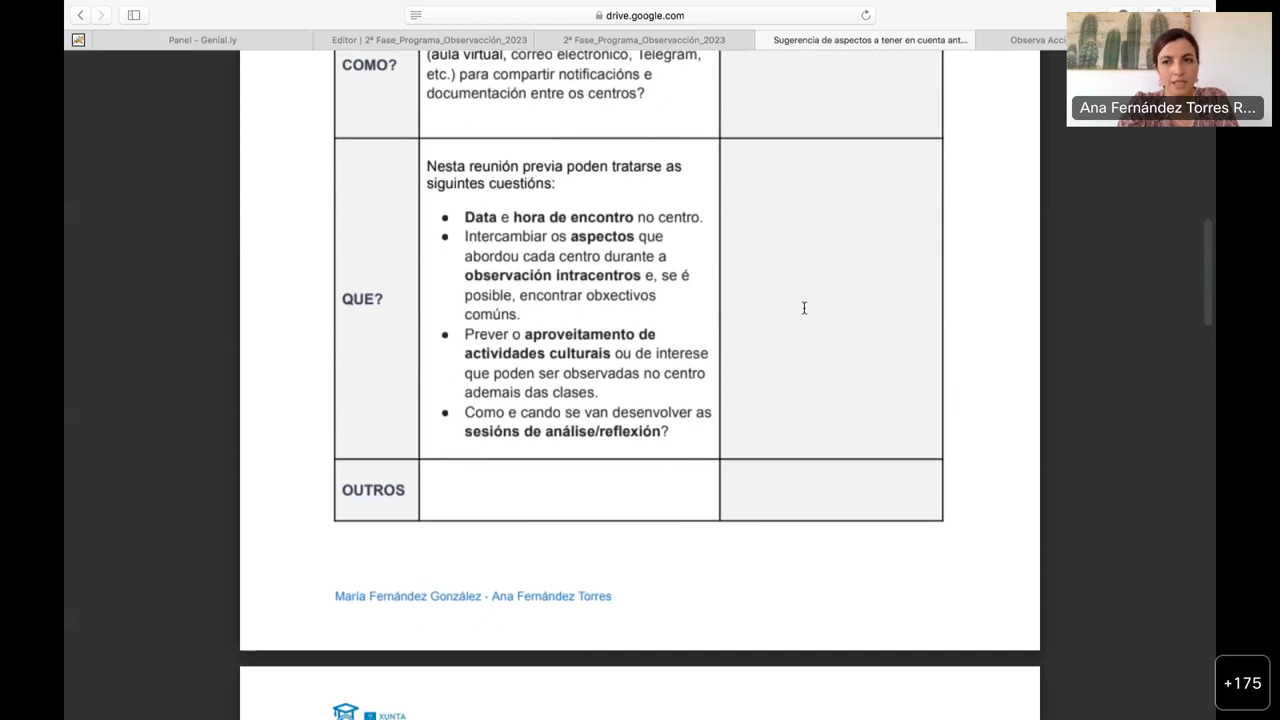 drive.google.com
Panel - Genial.ly
Editor | 2ª Fase_Programa_Observacción_2023
2ª Fase_Programa_Observacción_2023
Sugerencia de aspectos a tener en cuenta ant...
Observa Acci
Ana Fernández Torres R...
COMO?
(aula virtual, correo electrónico, Telegram,
etc.) para compartir notificacións e
documentación entre os centros?
QUE?
Nesta reunión previa poden tratarse as
siguintes cuestións:
● Data e hora de encontro no centro.
● Intercambiar os aspectos que
abordou cada centro durante a
observación intracentros e, se é
posible, encontrar obxectivos
comúns.
● Prever o aproveitamento de
actividades culturais ou de interese
que poden ser observadas no centro
ademais das clases.
● Como e cando se van desenvolver as
sesións de análise/reflexión?
OUTROS
María Fernández González - Ana Fernández Torres
XUNTA
+175